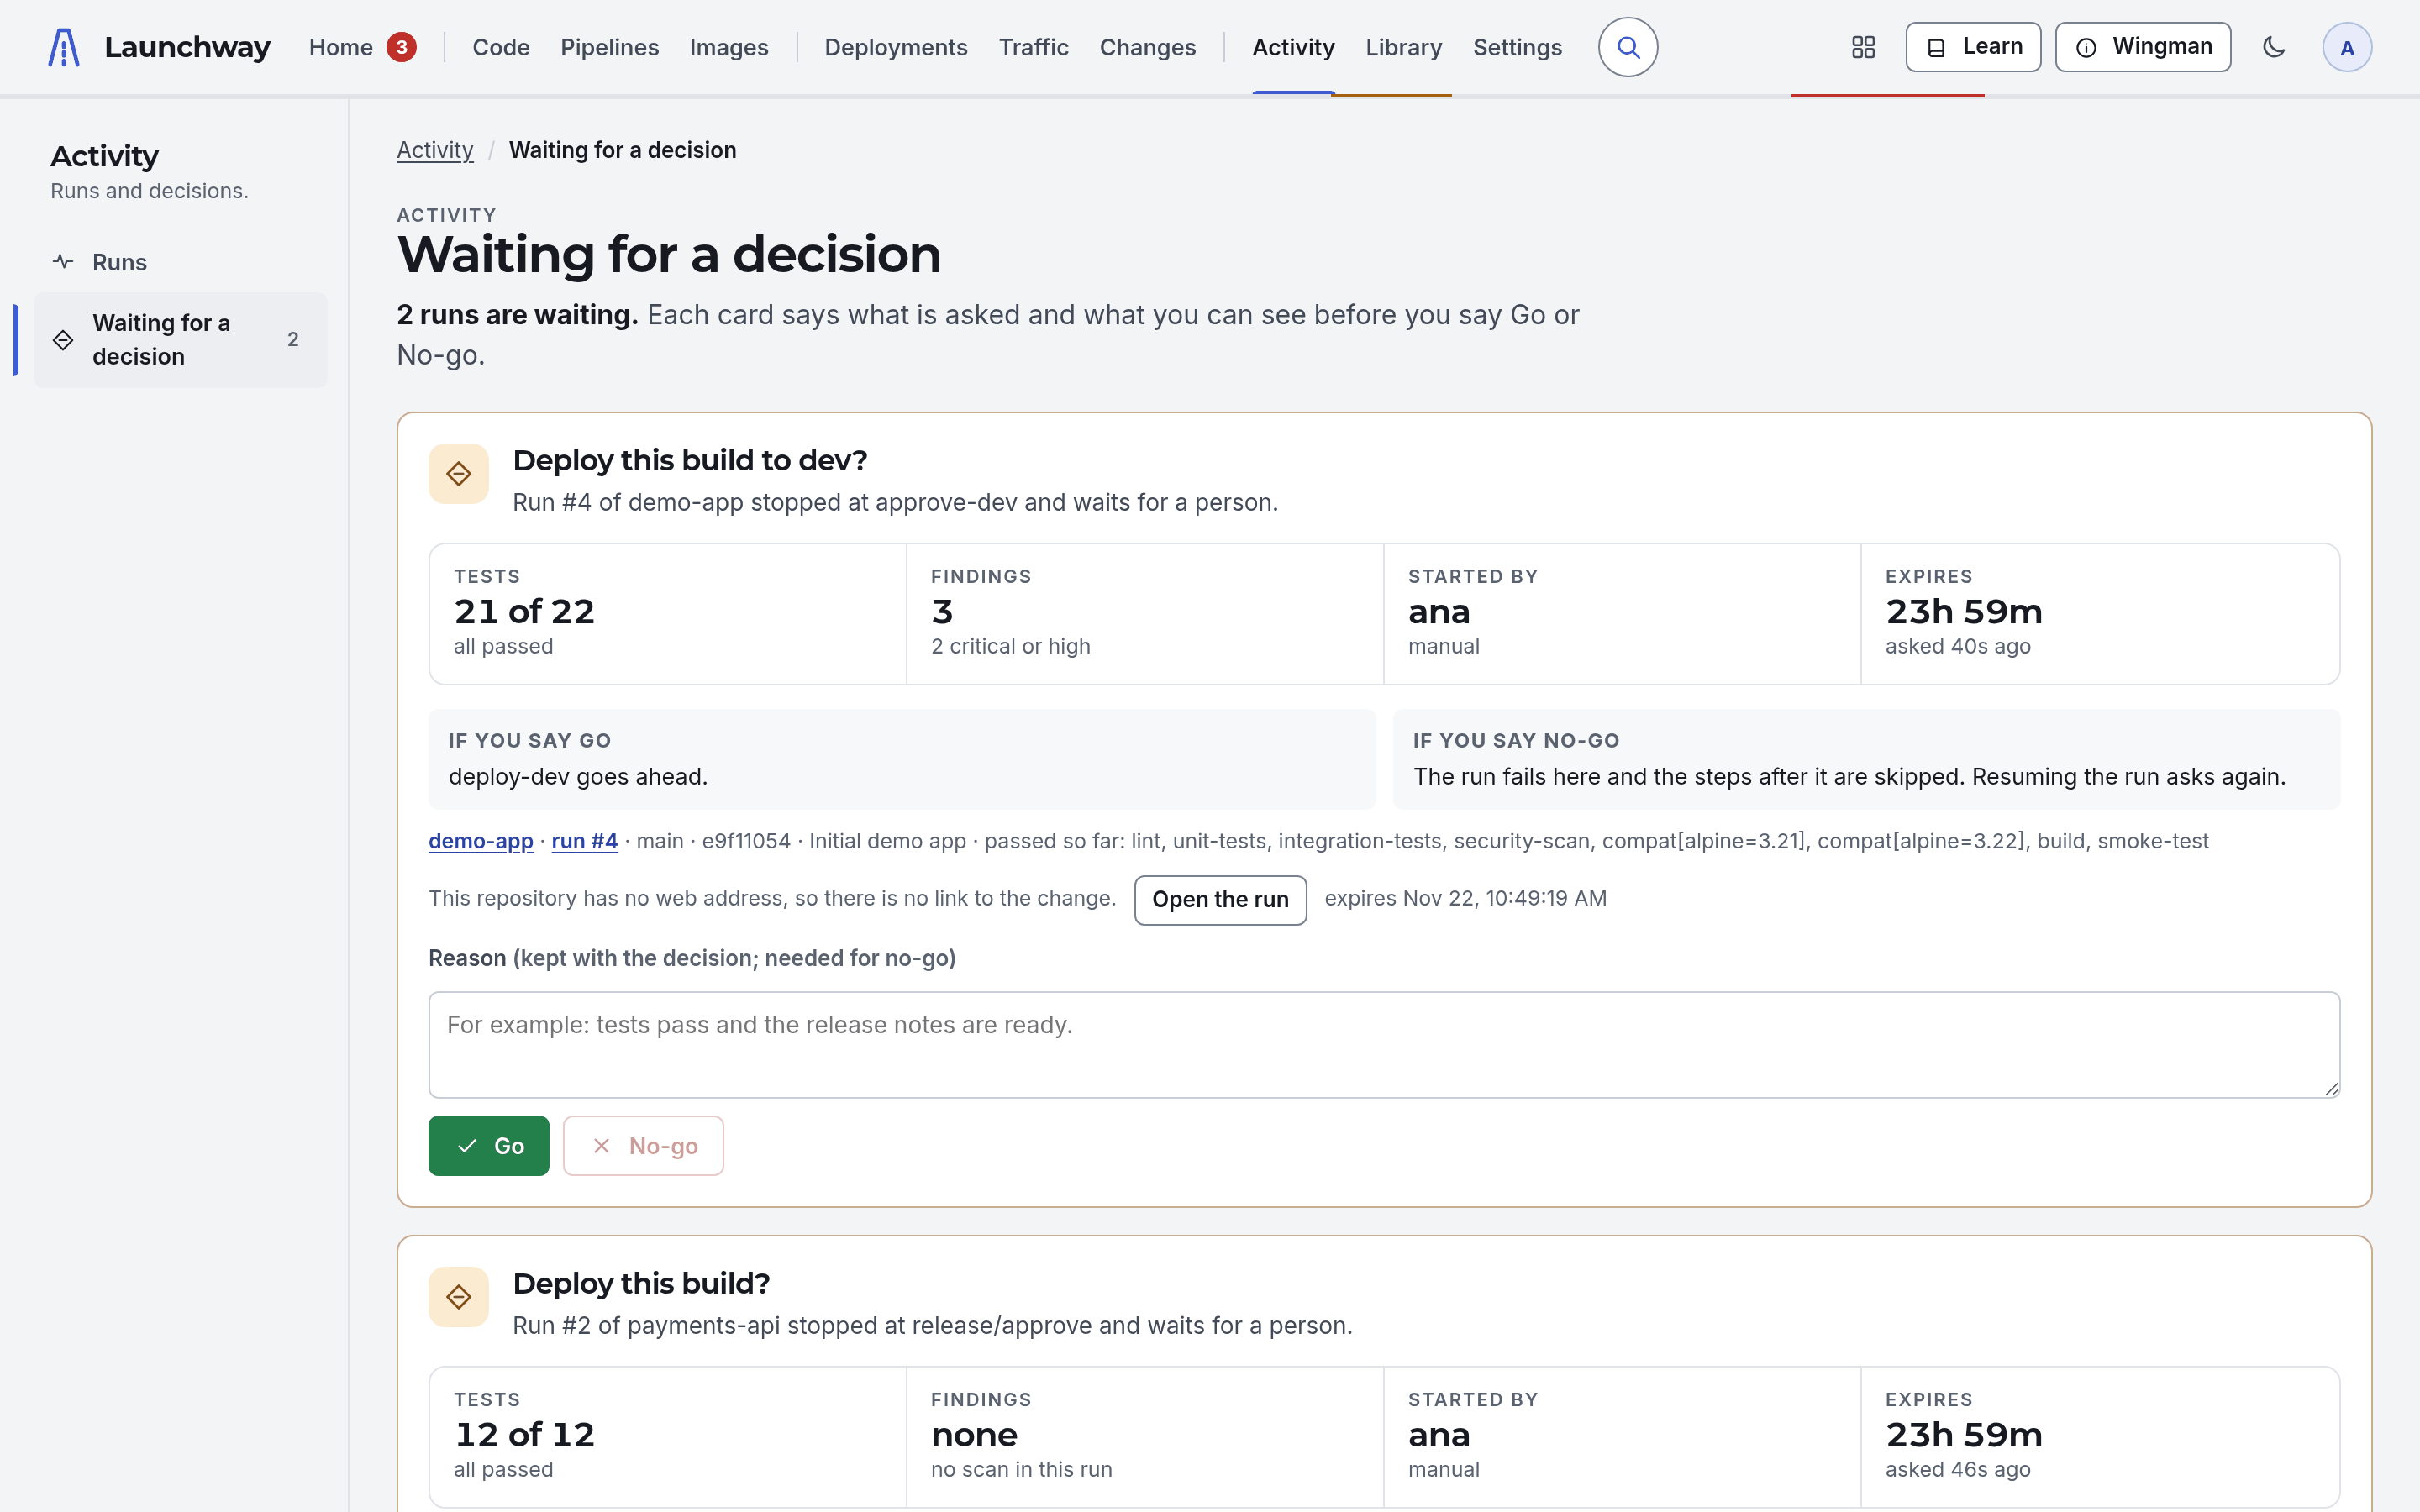 Launchway Home 3 Code Pipelines Images Deployments Traffic Changes Activity Library Settings Learn Wingman A
Activity
Runs and decisions.
Runs
Waiting for a
decision
2
Activity / Waiting for a decision
ACTIVITY
Waiting for a decision
2 runs are waiting. Each card says what is asked and what you can see before you say Go or
No-go.
Deploy this build to dev?
Run #4 of demo-app stopped at approve-dev and waits for a person.
TESTS
21 of 22
all passed
FINDINGS
3
2 critical or high
STARTED BY
ana
manual
EXPIRES
23h 59m
asked 40s ago
IF YOU SAY GO
deploy-dev goes ahead.
IF YOU SAY NO-GO
The run fails here and the steps after it are skipped. Resuming the run asks again.
demo-app · run #4 · main · e9f11054 · Initial demo app · passed so far: lint, unit-tests, integration-tests, security-scan, compat[alpine=3.21], compat[alpine=3.22], build, smoke-test
This repository has no web address, so there is no link to the change. Open the run expires Nov 22, 10:49:19 AM
Reason (kept with the decision; needed for no-go)
For example: tests pass and the release notes are ready.
Go No-go
Deploy this build?
Run #2 of payments-api stopped at release/approve and waits for a person.
TESTS
12 of 12
all passed
FINDINGS
none
no scan in this run
STARTED BY
ana
manual
EXPIRES
23h 59m
asked 46s ago